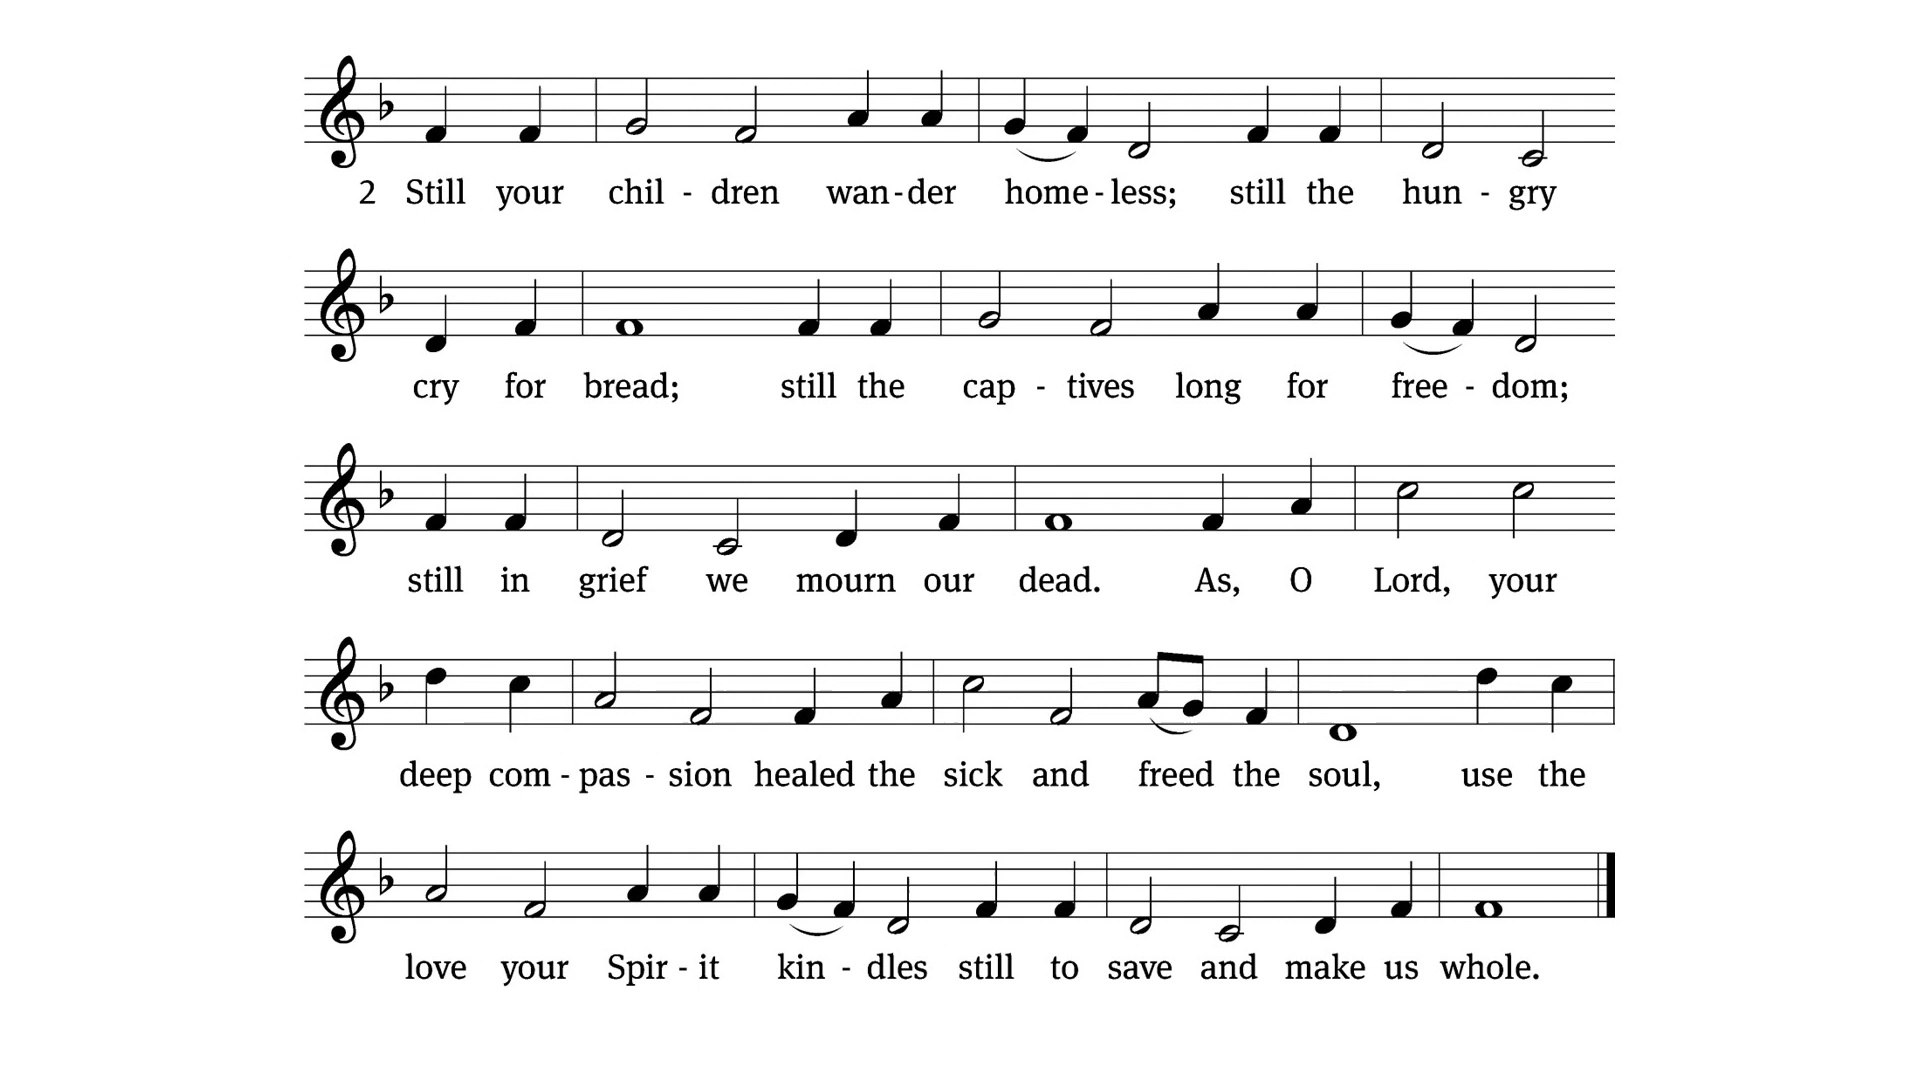 2 Still your chil - dren wan - der home - less; still the hun - gry
cry for bread; still the cap - tives long for free - dom;
still in grief we mourn our dead. As, O Lord, your
deep com - pas - sion healed the sick and freed the soul, use the
love your Spir - it kin - dles still to save and make us whole.